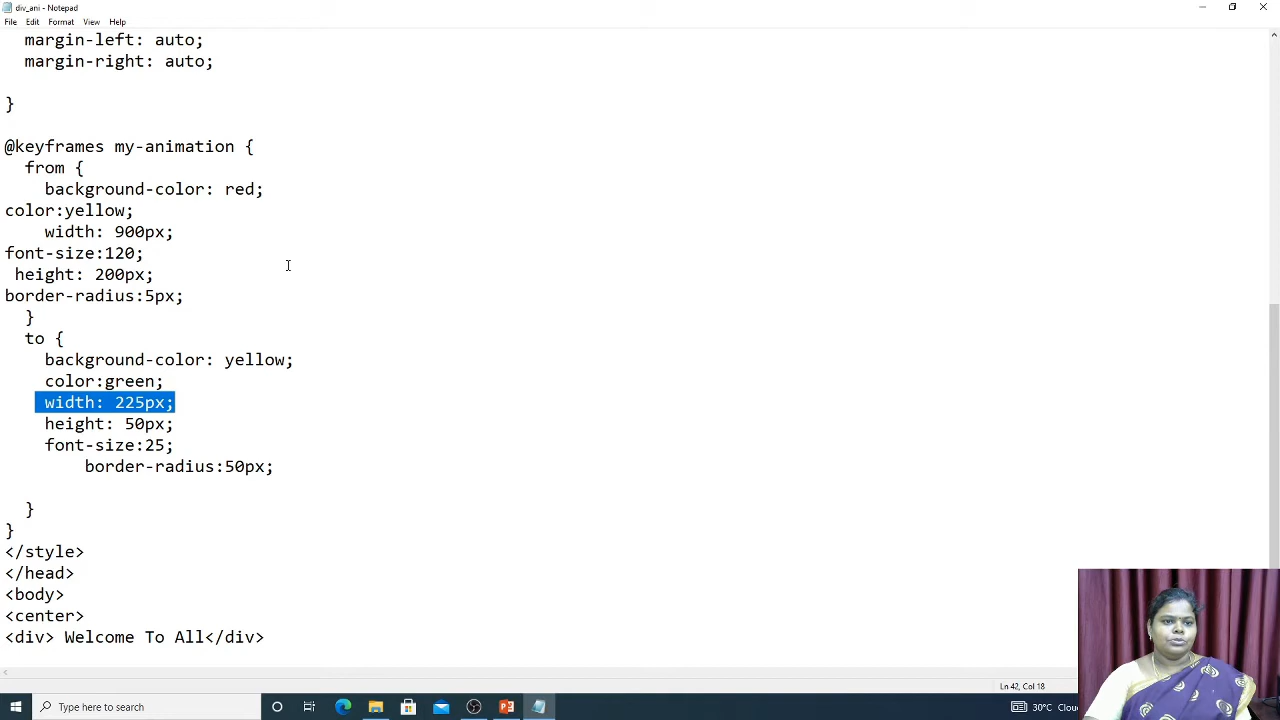 div_ani - Notepad
File Edit Format View Help
margin-left: auto;
margin-right: auto;
}
@keyframes my-animation {
from {
background-color: red;
color:yellow;
width: 900px;
font-size:120;
height: 200px;
border-radius:5px;
}
to {
background-color: yellow;
color:green;
width: 225px;
height: 50px;
font-size:25;
border-radius:50px;
}
}
</style>
</head>
<body>
<center>
<div> Welcome To All</div>
Ln 42, Col 18
Type here to search
30°C